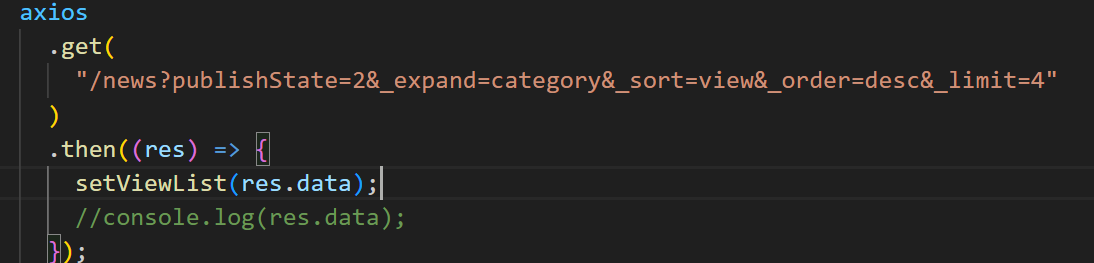 axios
.get(
"/news?publishState=2&_expand=category&_sort=view&_order=desc&_limit=4"
)
.then((res) => {
setViewList(res.data);
//console.log(res.data);
});